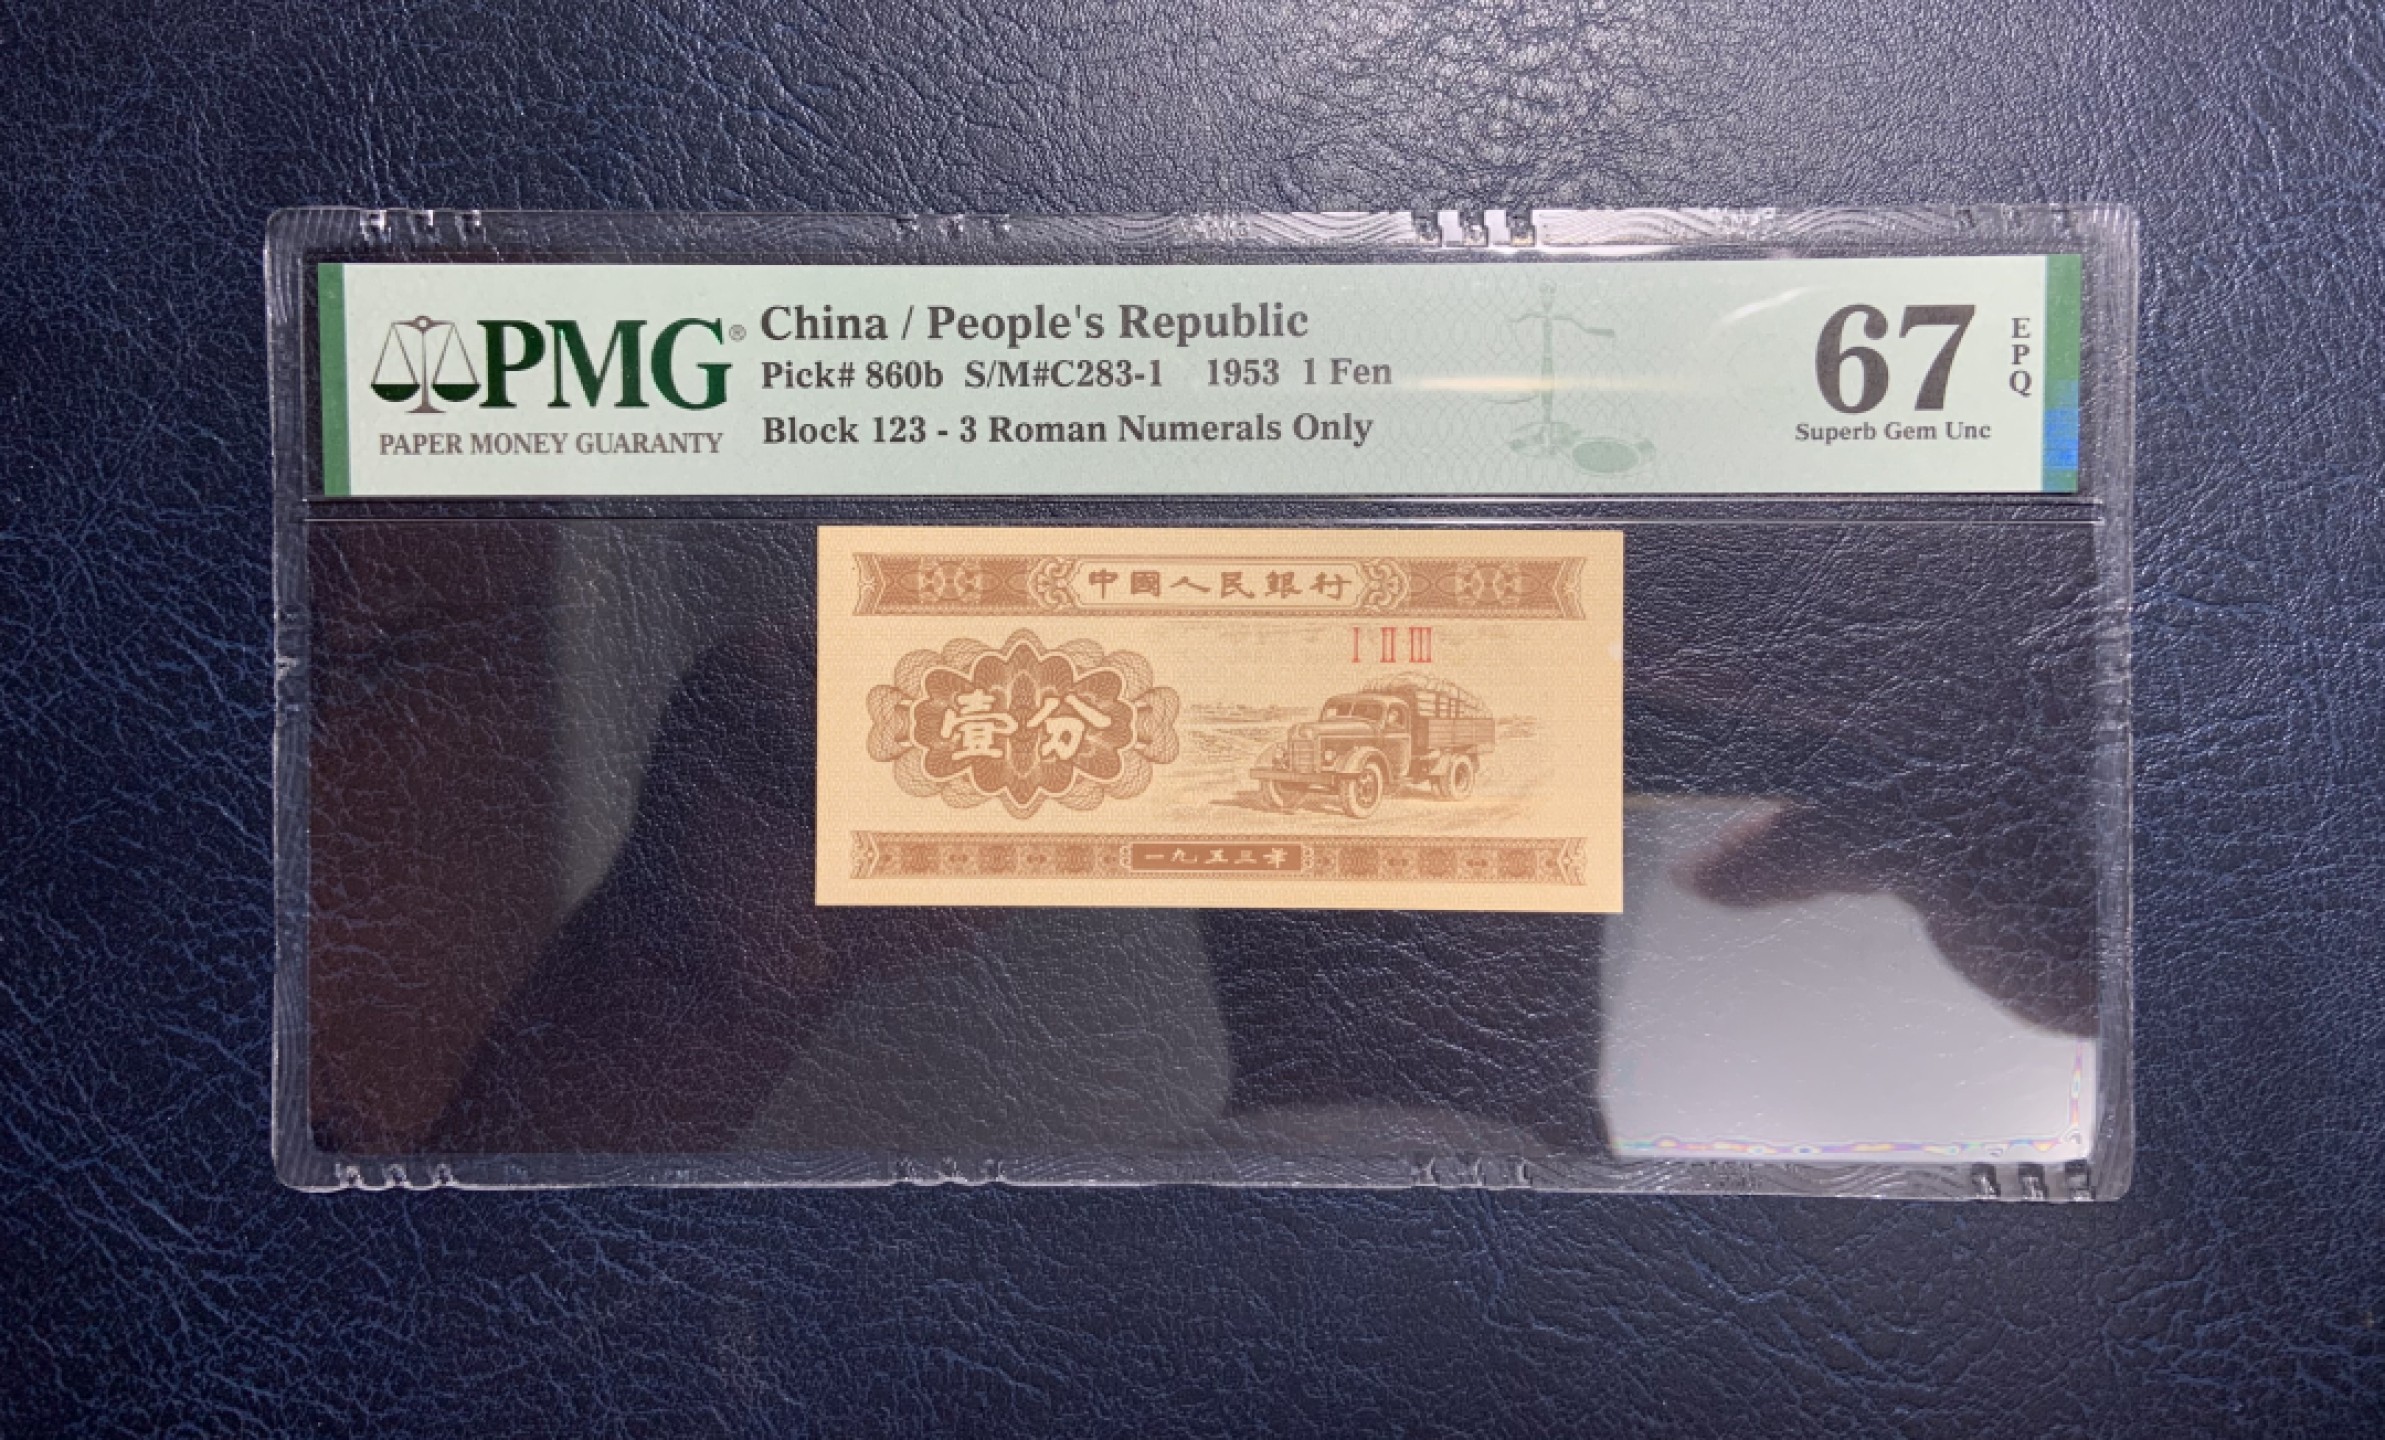 PMG®
PAPER MONEY GUARANTY
China / People's Republic
Pick# 860b S/M#C283-1 1953 1 Fen
Block 123 - 3 Roman Numerals Only
67
EPQ
Superb Gem Unc
中國人民銀行
I II III
壹分
一九五三年